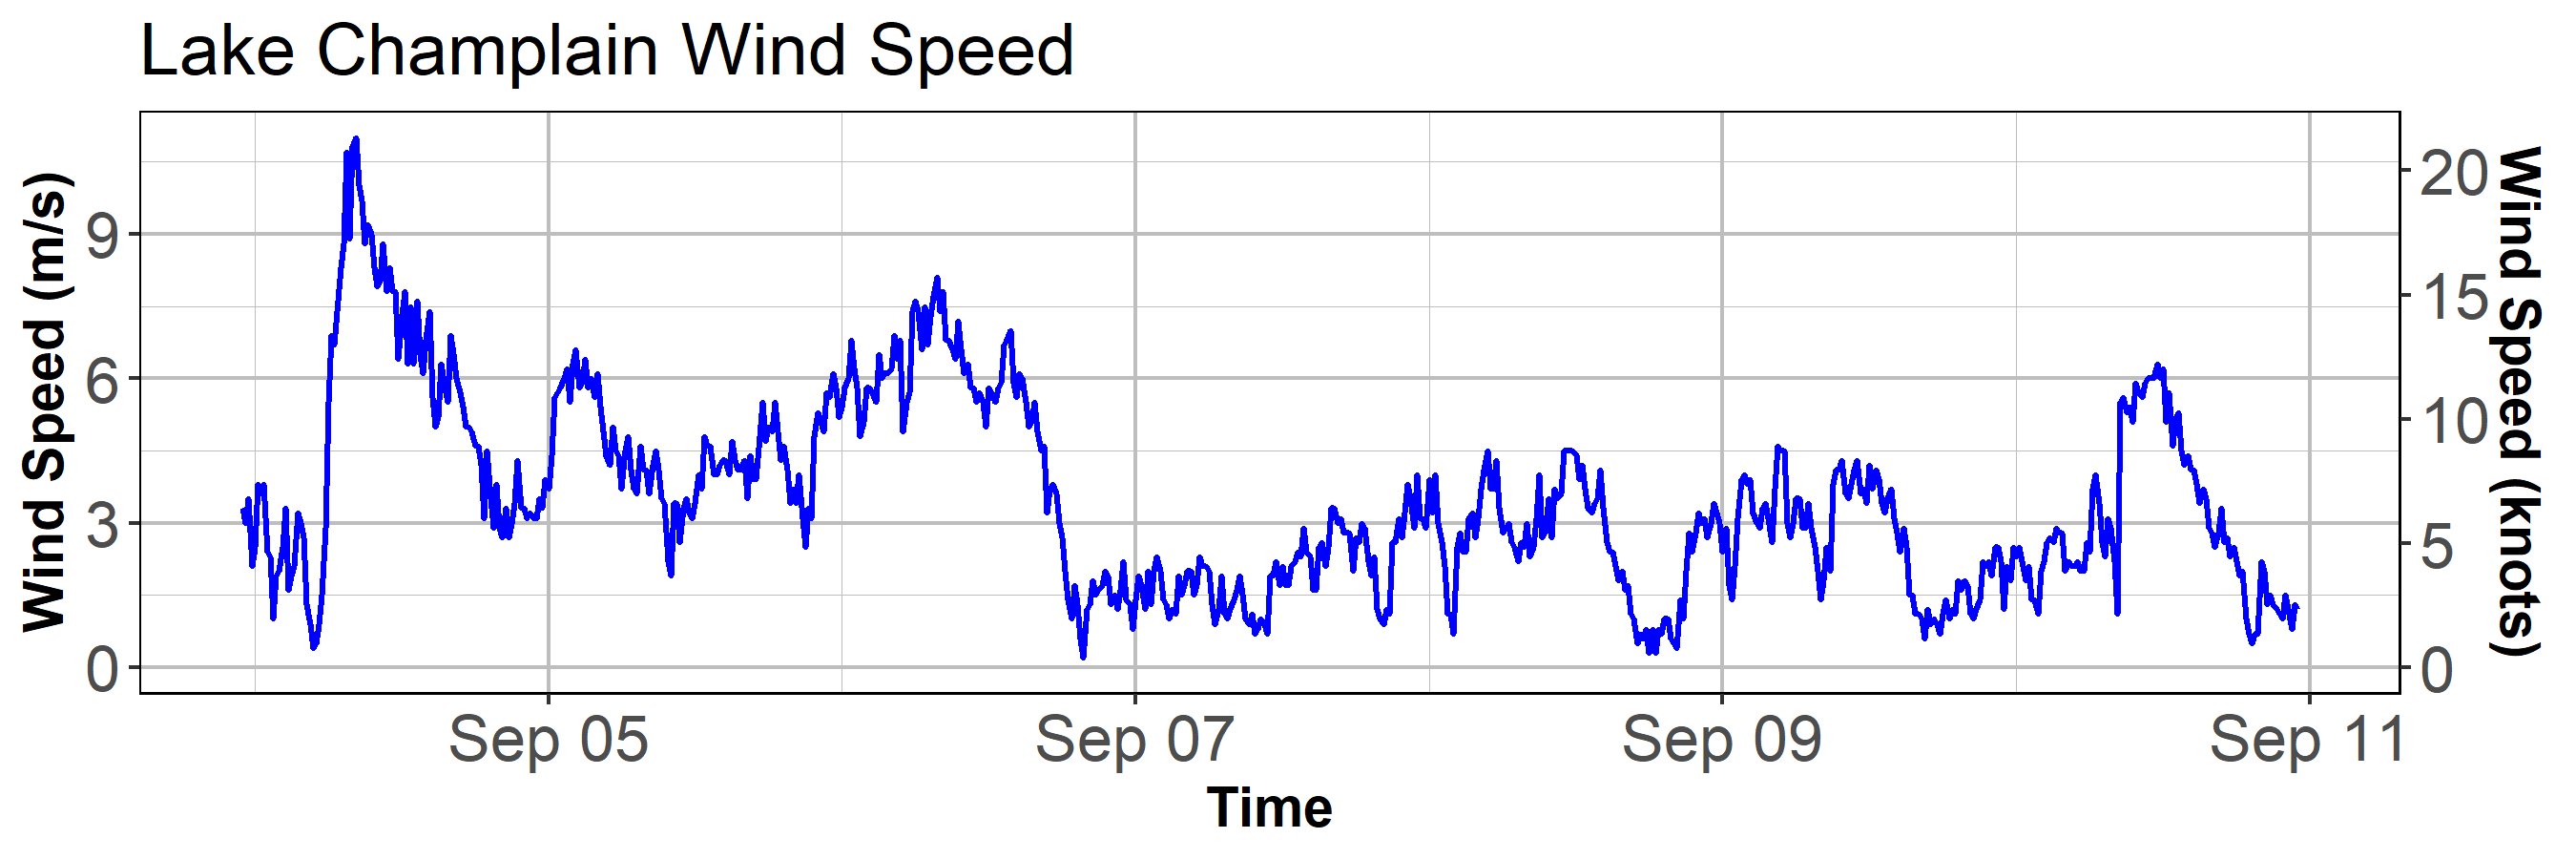 Lake Champlain Wind Speed
Wind Speed (m/s)
9
6
3
0
20
15
10
5
0
Wind Speed (knots)
Sep 05
Sep 07
Sep 09
Sep 11
Time